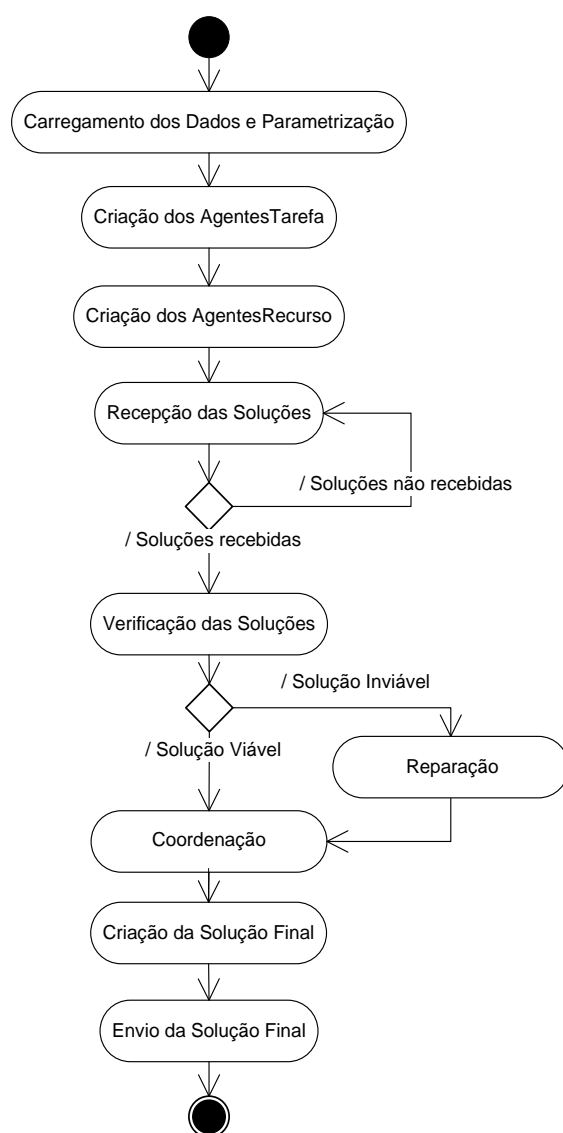 Carregamento dos Dados e Parametrização
Criação dos AgentesTarefa
Criação dos AgentesRecurso
Recepção das Soluções
/ Soluções não recebidas
/ Soluções recebidas
Verificação das Soluções
/ Solução Inviável
/ Solução Viável
Reparação
Coordenação
Criação da Solução Final
Envio da Solução Final